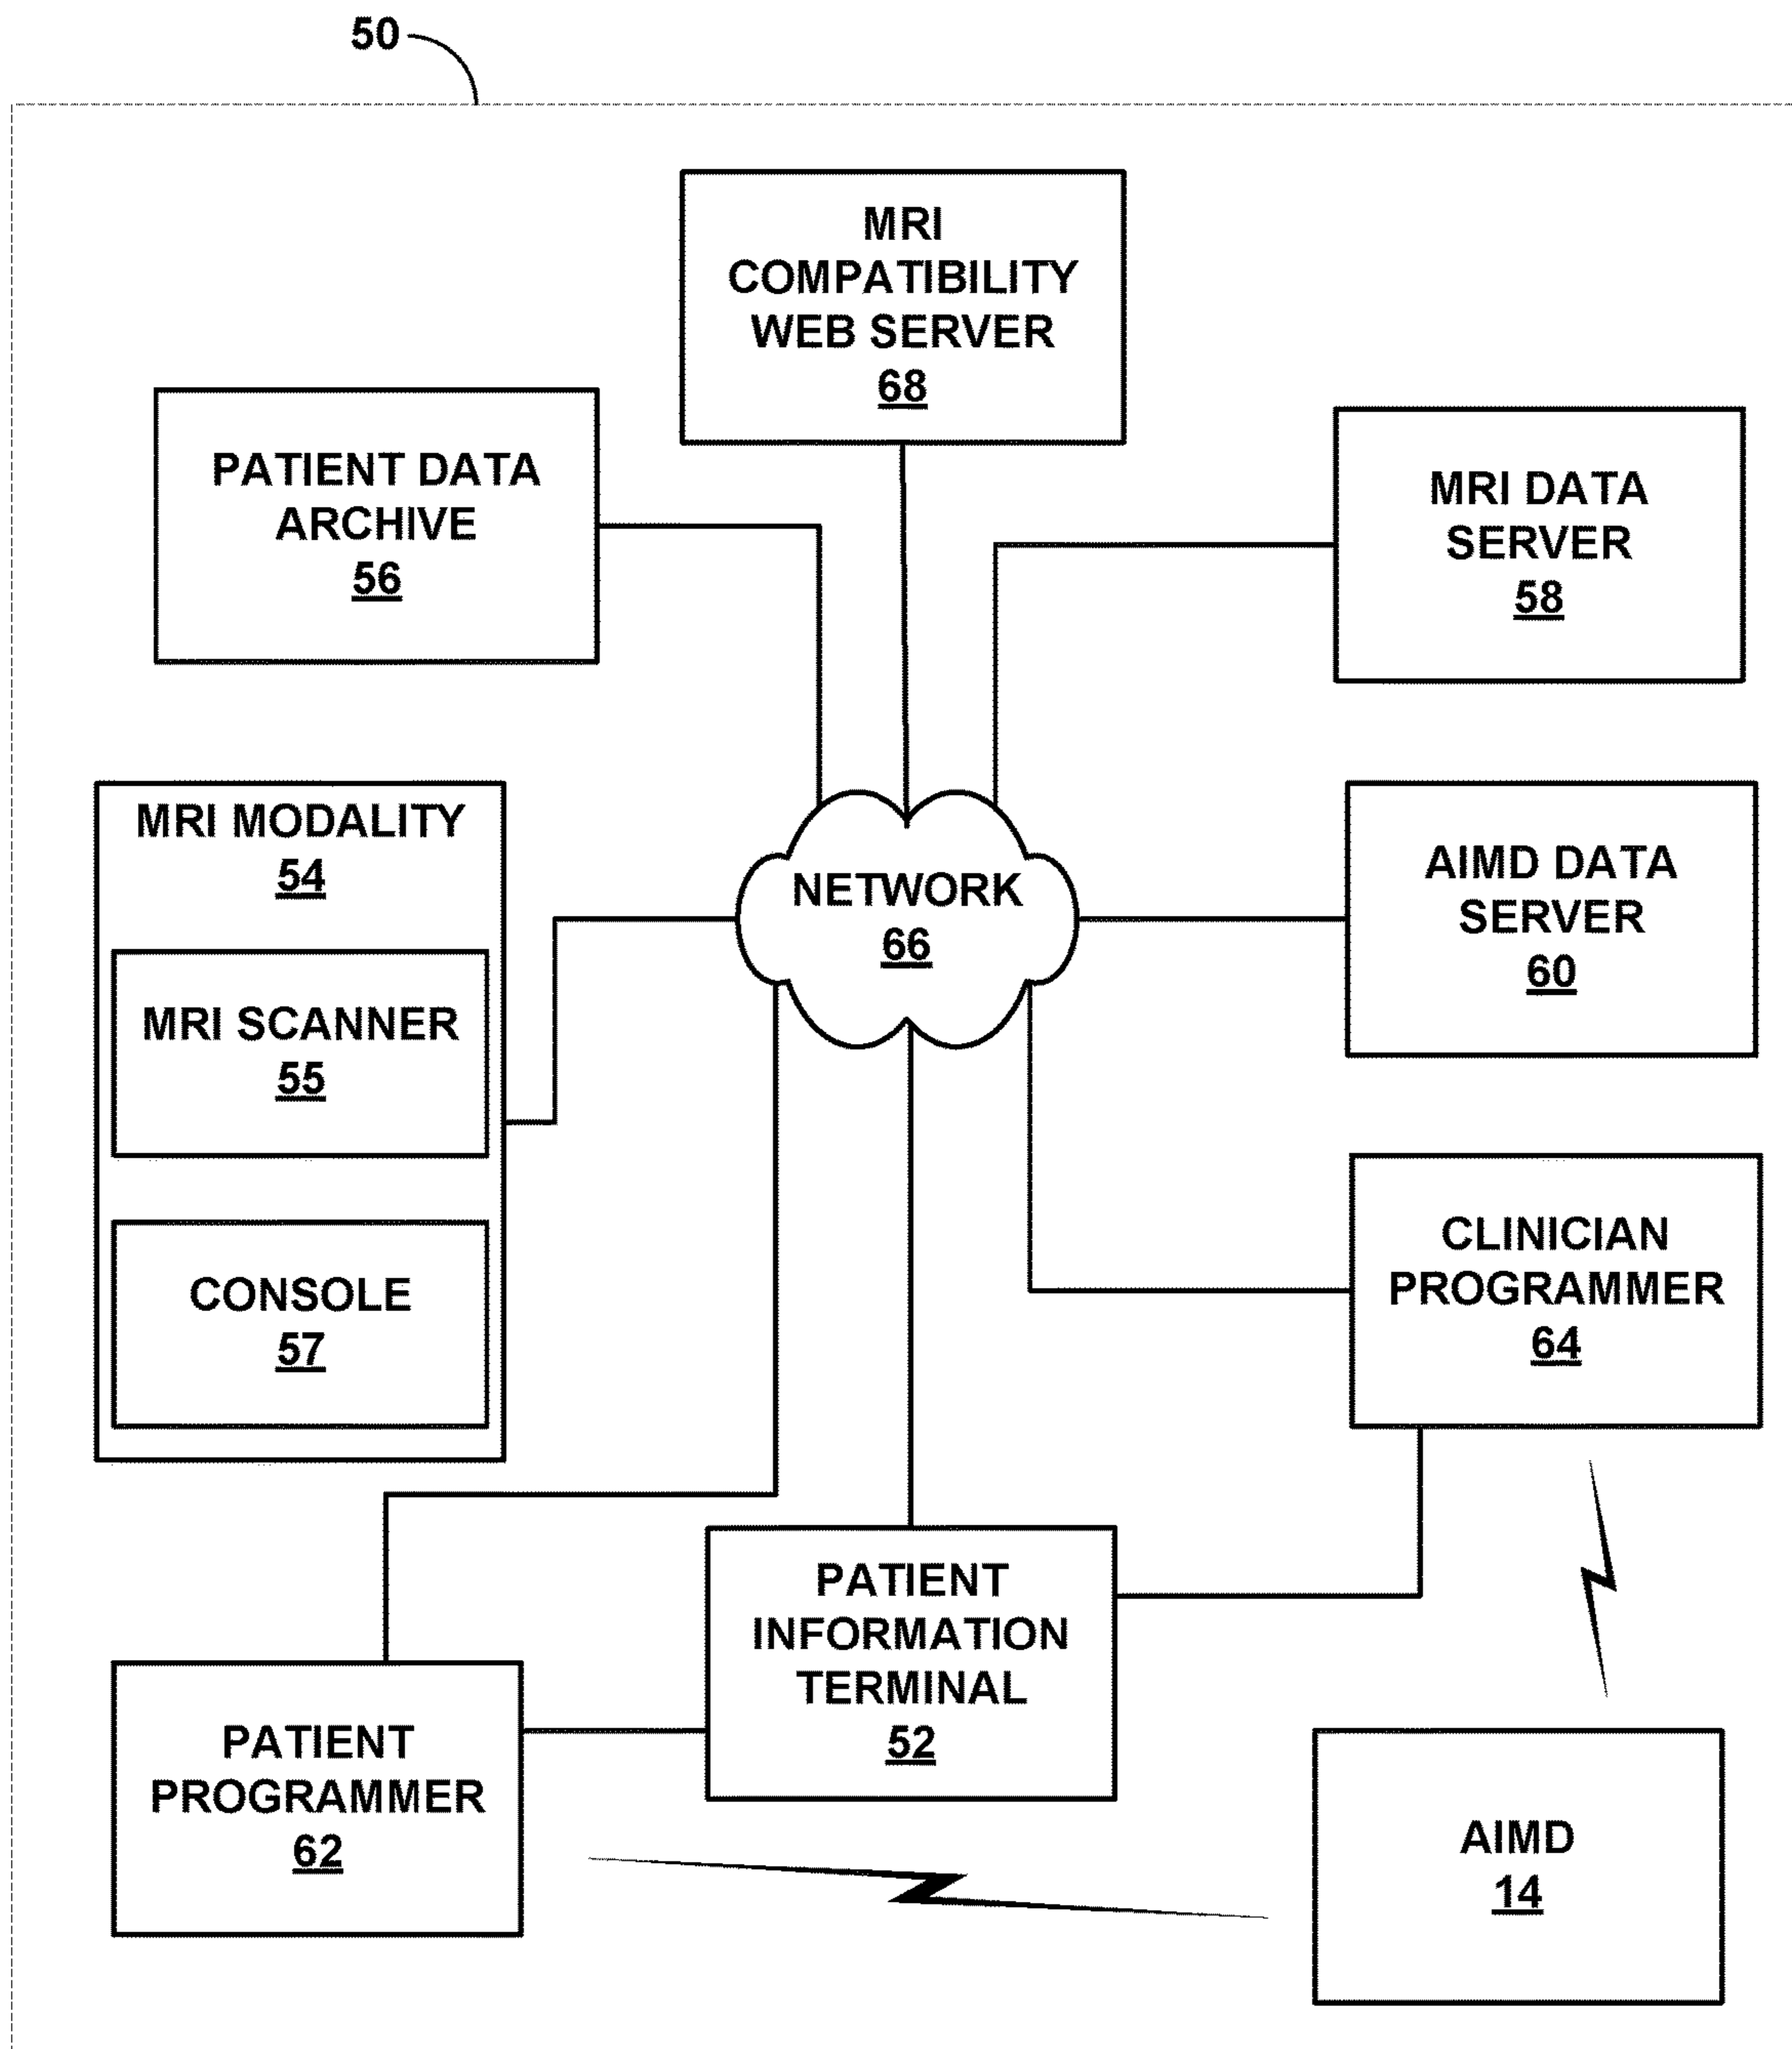 50
MRI
COMPATIBILITY
WEB SERVER
68
PATIENT DATA
ARCHIVE
56
MRI DATA
SERVER
58
MRI MODALITY
54
MRI SCANNER
55
CONSOLE
57
NETWORK
66
AIMD DATA
SERVER
60
CLINICIAN
PROGRAMMER
64
PATIENT
INFORMATION
TERMINAL
52
PATIENT
PROGRAMMER
62
AIMD
14